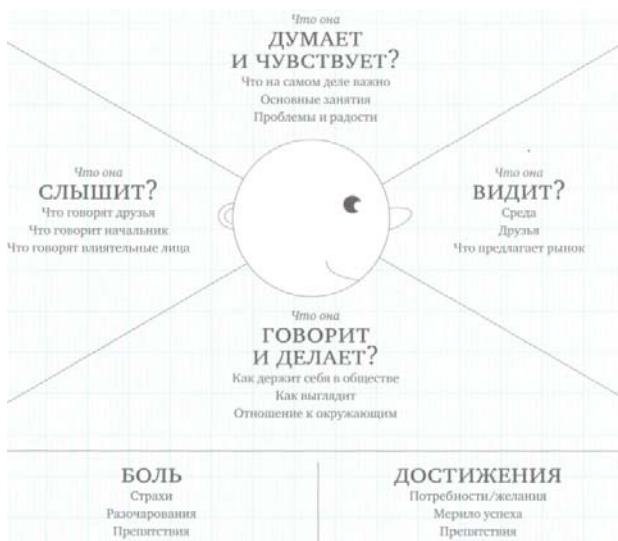 Что она
ДУМАЕТ
И ЧУВСТВУЕТ?
Что на самом деле важно
Основные занятия
Проблемы и радости
Что она
СЛЫШИТ?
Что говорят друзья
Что говорит начальник
Что говорят влиятельные лица
Что она
ВИДИТ?
Среда
Друзья
Что предлагает рынок
Что она
ГОВОРИТ
И ДЕЛАЕТ?
Как держит себя в обществе
Как выглядит
Отношение к окружающим
БОЛЬ
Страхи
Разочарования
Препятствия
ДОСТИЖЕНИЯ
Потребности/желания
Мерило успеха
Препятствия